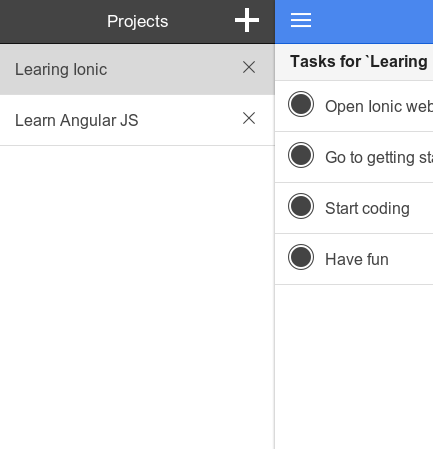 Projects
Learing Ionic
Learn Angular JS
Tasks for `Learing
Open Ionic web
Go to getting sta
Start coding
Have fun